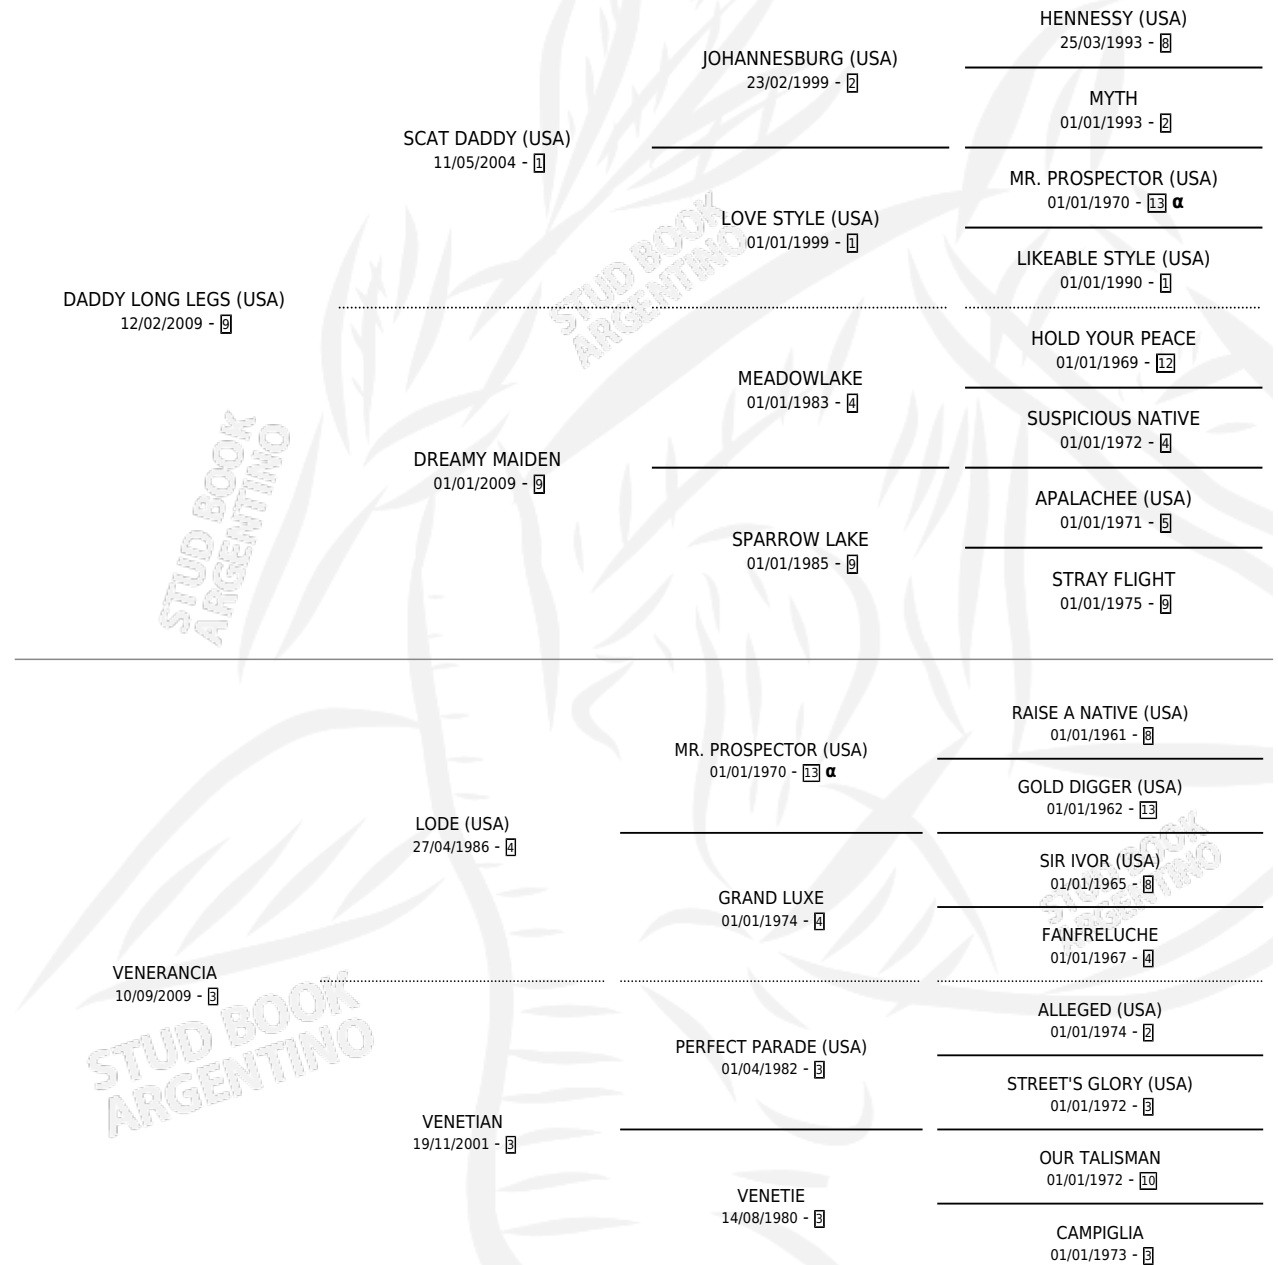 HENNESSY (USA)
25/03/1993 - 8
JOHANNESBURG (USA)
23/02/1999 - 2
MYTH
01/01/1993 - 2
SCAT DADDY (USA)
11/05/2004 - 1
MR. PROSPECTOR (USA)
01/01/1970 - 13 α
LOVE STYLE (USA)
01/01/1999 - 1
LIKEABLE STYLE (USA)
01/01/1990 - 1
STUD BOOK
ARGENTINO
DADDY LONG LEGS (USA)
12/02/2009 - 9
HOLD YOUR PEACE
01/01/1969 - 12
MEADOWLAKE
01/01/1983 - 4
SUSPICIOUS NATIVE
01/01/1972 - 4
DREAMY MAIDEN
01/01/2009 - 9
APALACHEE (USA)
01/01/1971 - 5
SPARROW LAKE
01/01/1985 - 9
STRAY FLIGHT
01/01/1975 - 9
STUD BOOK
ARGENTINO
RAISE A NATIVE (USA)
01/01/1961 - 8
MR. PROSPECTOR (USA)
01/01/1970 - 13 α
GOLD DIGGER (USA)
01/01/1962 - 13
LODE (USA)
27/04/1986 - 4
SIR IVOR (USA)
01/01/1965 - 8
GRAND LUXE
01/01/1974 - 4
FANFRELUCHE
01/01/1967 - 4
STUD BOOK
ARGENTINO
VENERANCIA
10/09/2009 - 3
ALLEGED (USA)
01/01/1974 - 2
PERFECT PARADE (USA)
01/04/1982 - 3
STREET'S GLORY (USA)
01/01/1972 - 3
VENETIAN
19/11/2001 - 3
OUR TALISMAN
01/01/1972 - 10
VENETIE
14/08/1980 - 3
CAMPIGLIA
01/01/1973 - 3
STUD BOOK
ARGENTINO